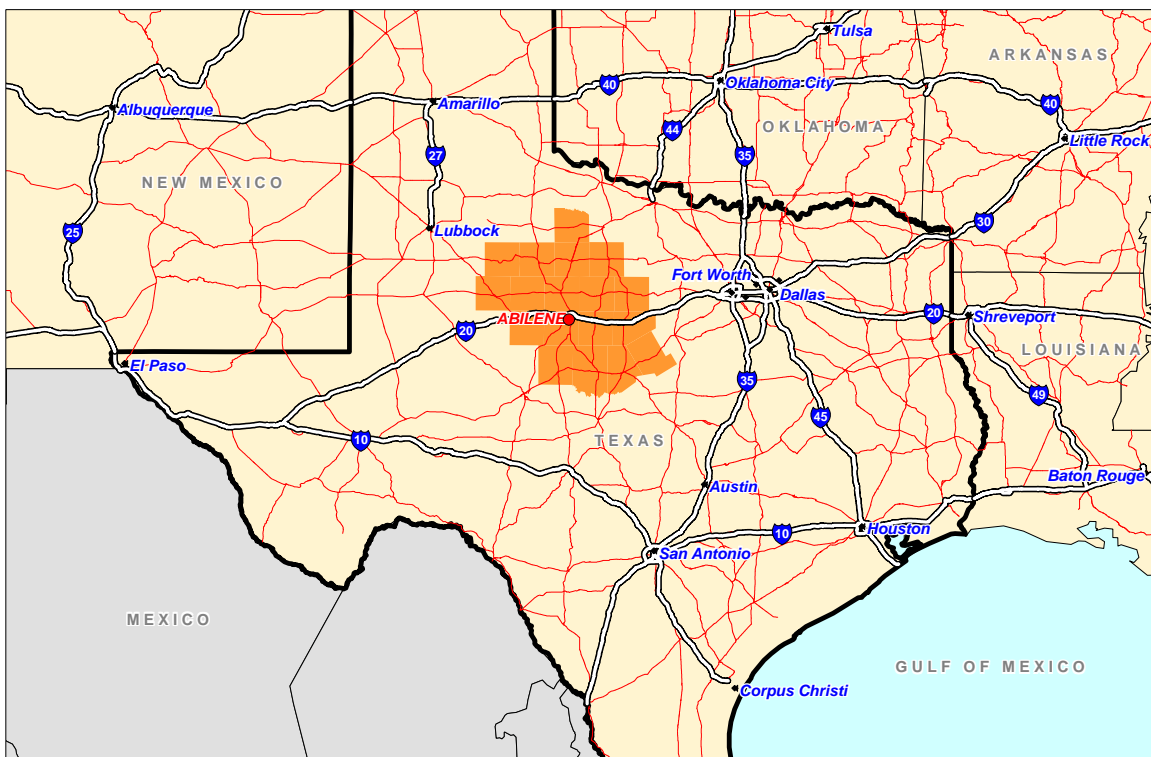 Tulsa
ARKANSAS
Oklahoma City
40
Albuquerque
Amarillo
40
44
OKLAHOMA
Little Rock
27
35
NEW MEXICO
25
Lubbock
30
Fort Worth
Dallas
ABILENE
20
20
Shreveport
El Paso
LOUISIANA
35
49
45
10
TEXAS
Austin
Baton Rouge
Houston
10
San Antonio
MEXICO
GULF OF MEXICO
Corpus Christi